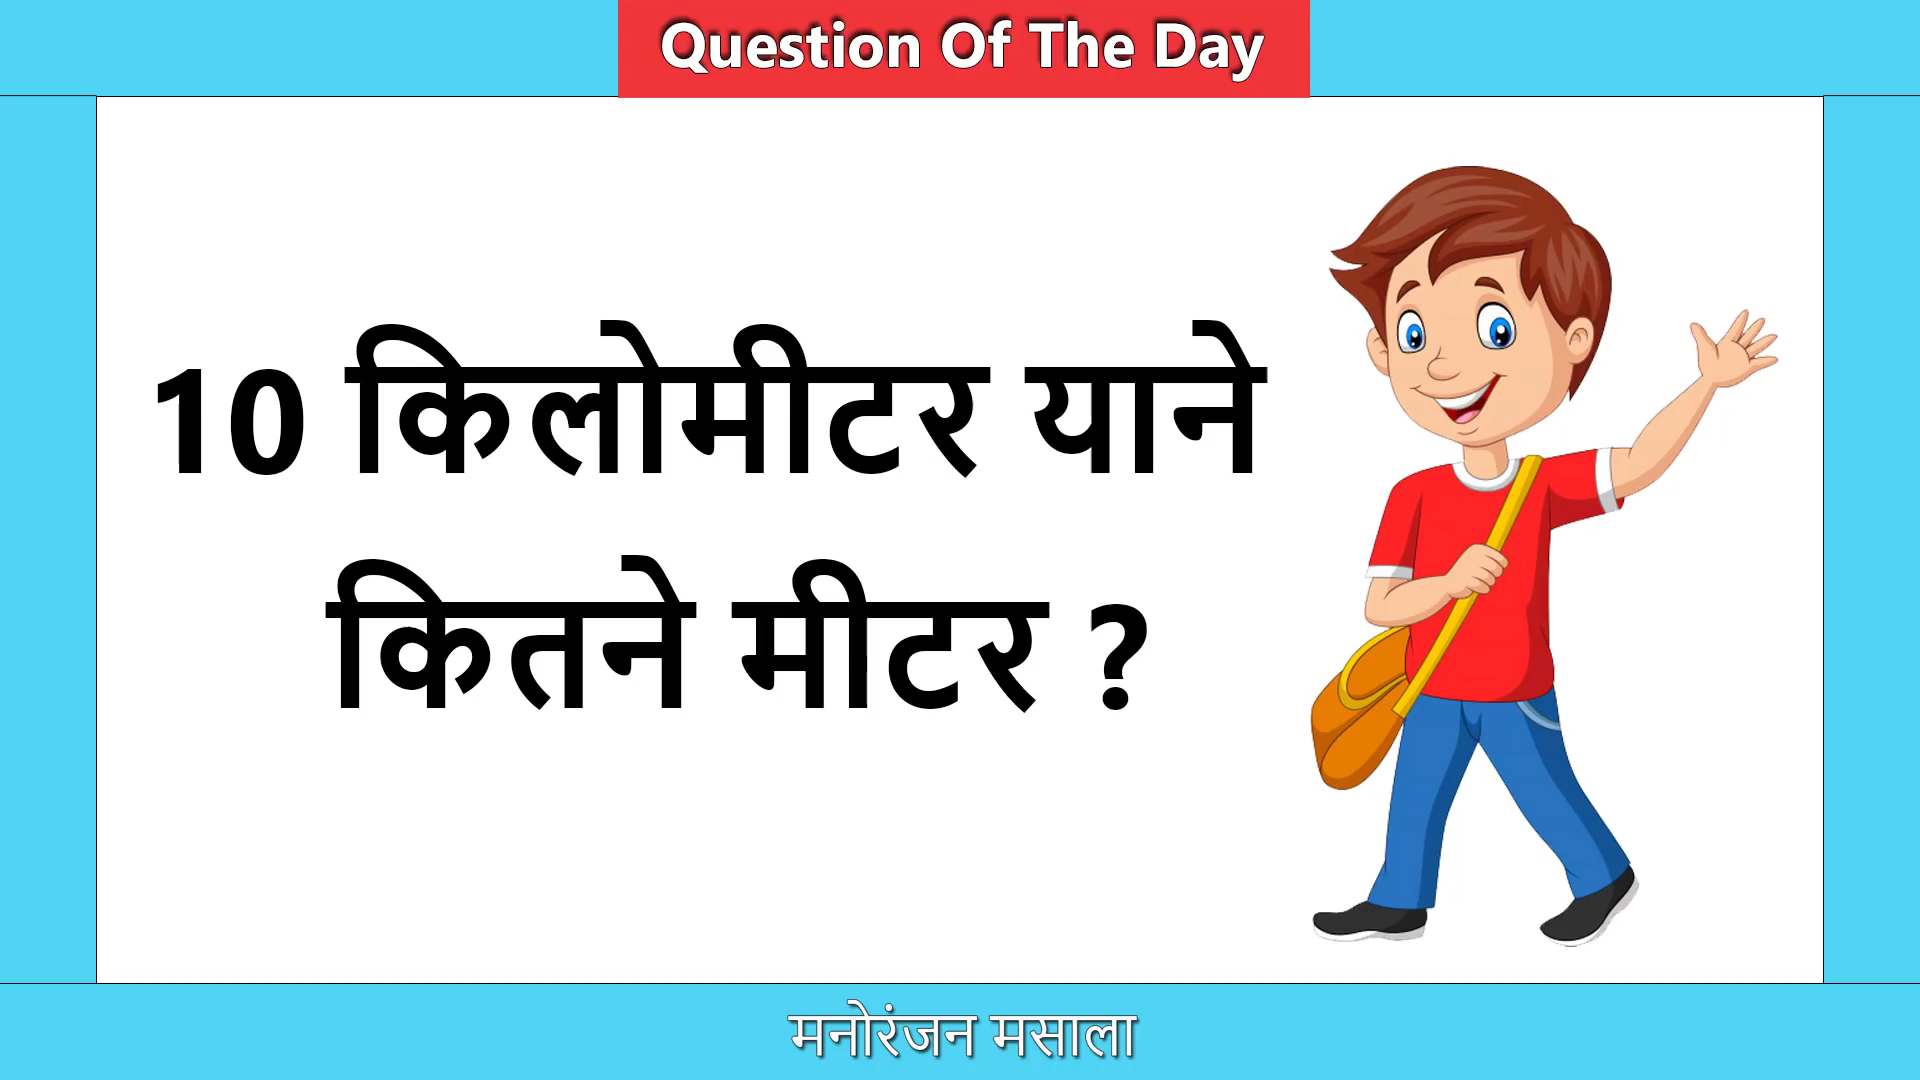 Question Of The Day
10 किलोमीटर याने
कितने मीटर ?
मनोरंजन मसाला